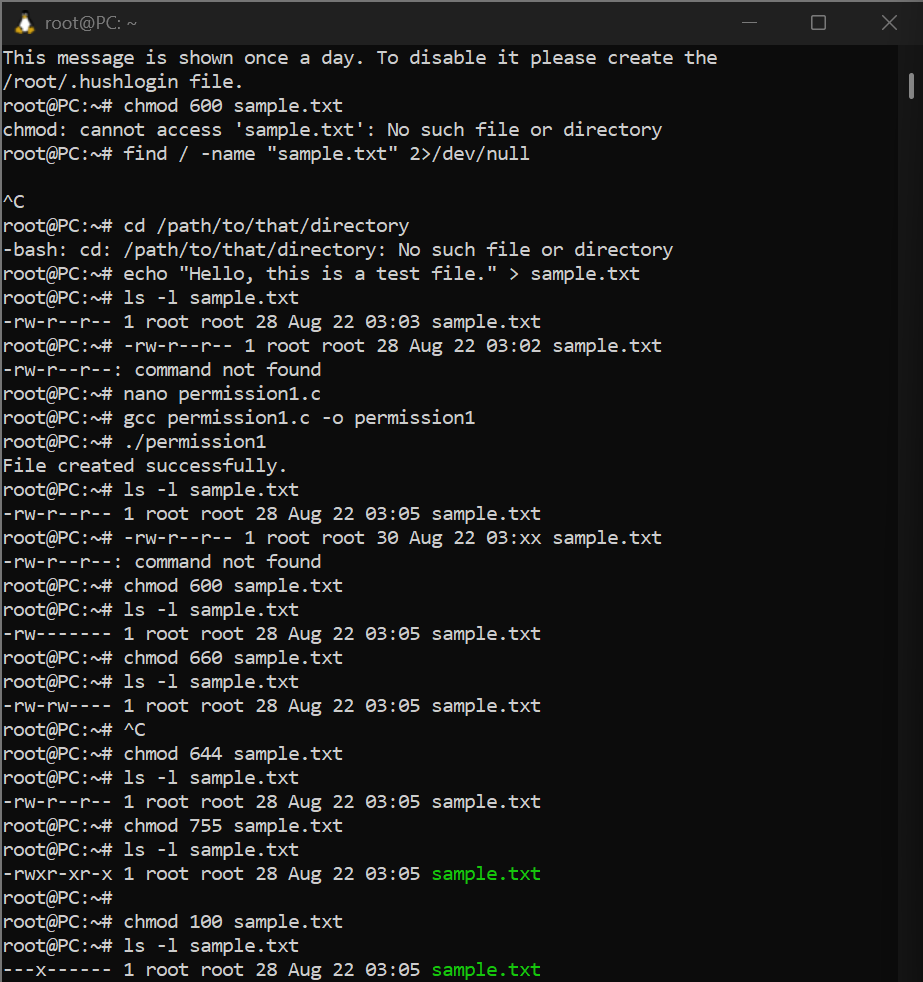 root@PC: ~
This message is shown once a day. To disable it please create the
/root/.hushlogin file.
root@PC:~# chmod 600 sample.txt
chmod: cannot access 'sample.txt': No such file or directory
root@PC:~# find / -name "sample.txt" 2>/dev/null
^C
root@PC:~# cd /path/to/that/directory
-bash: cd: /path/to/that/directory: No such file or directory
root@PC:~# echo "Hello, this is a test file." > sample.txt
root@PC:~# ls -l sample.txt
-rw-r--r-- 1 root root 28 Aug 22 03:03 sample.txt
root@PC:~# -rw-r--r-- 1 root root 28 Aug 22 03:02 sample.txt
-rw-r--r--: command not found
root@PC:~# nano permission1.c
root@PC:~# gcc permission1.c -o permission1
root@PC:~# ./permission1
File created successfully.
root@PC:~# ls -l sample.txt
-rw-r--r-- 1 root root 28 Aug 22 03:05 sample.txt
root@PC:~# -rw-r--r-- 1 root root 30 Aug 22 03:xx sample.txt
-rw-r--r--: command not found
root@PC:~# chmod 600 sample.txt
root@PC:~# ls -l sample.txt
-rw------- 1 root root 28 Aug 22 03:05 sample.txt
root@PC:~# chmod 660 sample.txt
root@PC:~# ls -l sample.txt
-rw-rw---- 1 root root 28 Aug 22 03:05 sample.txt
root@PC:~# ^C
root@PC:~# chmod 644 sample.txt
root@PC:~# ls -l sample.txt
-rw-r--r-- 1 root root 28 Aug 22 03:05 sample.txt
root@PC:~# chmod 755 sample.txt
root@PC:~# ls -l sample.txt
-rwxr-xr-x 1 root root 28 Aug 22 03:05 sample.txt
root@PC:~#
root@PC:~# chmod 100 sample.txt
root@PC:~# ls -l sample.txt
---x------ 1 root root 28 Aug 22 03:05 sample.txt